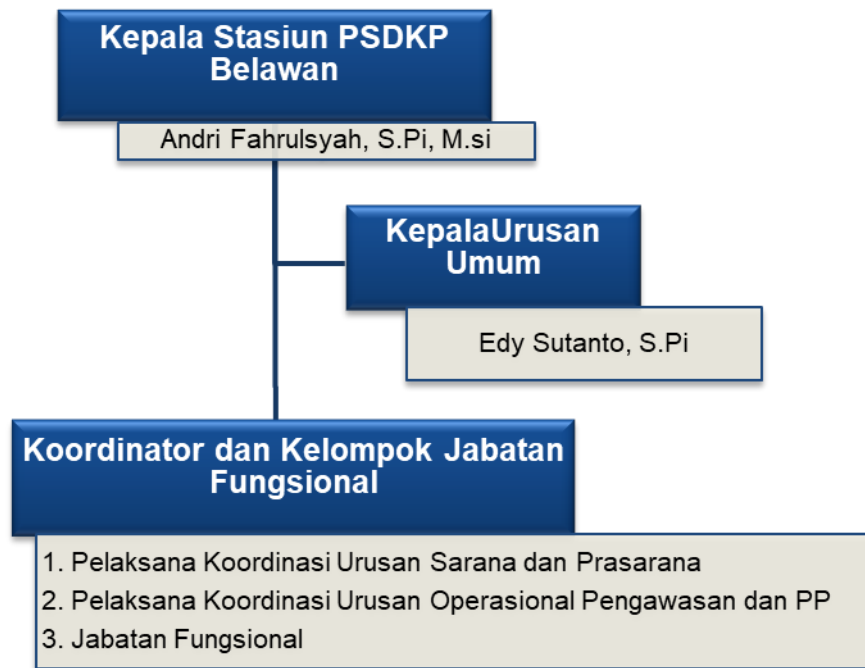 Kepala Stasiun PSDKP
Belawan
Andri Fahrulsyah, S.Pi, M.si
KepalaUrusan
Umum
Edy Sutanto, S.Pi
Koordinator dan Kelompok Jabatan
Fungsional
1. Pelaksana Koordinasi Urusan Sarana dan Prasarana
2. Pelaksana Koordinasi Urusan Operasional Pengawasan dan PP
3. Jabatan Fungsional